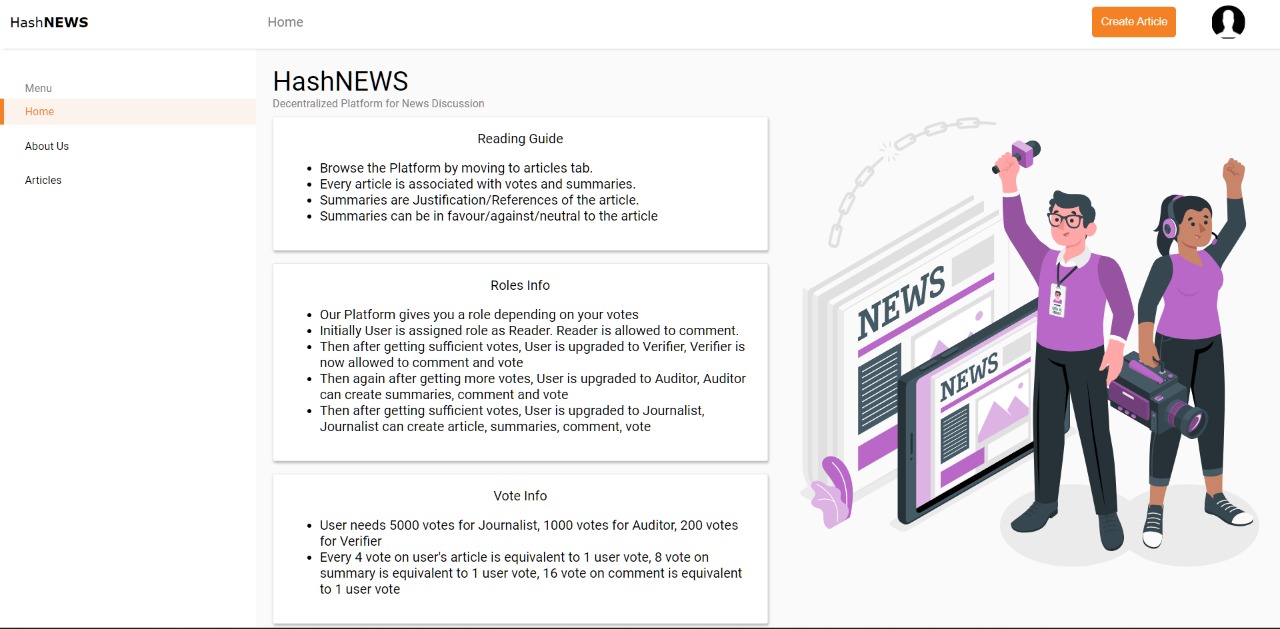 HashNEWS
Home
Create Article
Menu
Home
About Us
Articles
HashNEWS
Decentralized Platform for News Discussion
Reading Guide
Browse the Platform by moving to articles tab.
Every article is associated with votes and summaries.
Summaries are Justification/References of the article.
Summaries can be in favour/against/neutral to the article
Roles Info
Our Platform gives you a role depending on your votes
Initially User is assigned role as Reader. Reader is allowed to comment.
Then after getting sufficient votes, User is upgraded to Verifier, Verifier is
now allowed to comment and vote
Then again after getting more votes, User is upgraded to Auditor, Auditor
can create summaries, comment and vote
Then after getting sufficient votes, User is upgraded to Journalist,
Journalist can create article, summaries, comment, vote
Vote Info
User needs 5000 votes for Journalist, 1000 votes for Auditor, 200 votes
for Verifier
Every 4 vote on user's article is equivalent to 1 user vote, 8 vote on
summary is equivalent to 1 user vote, 16 vote on comment is equivalent
to 1 user vote
NEWS
NEWS